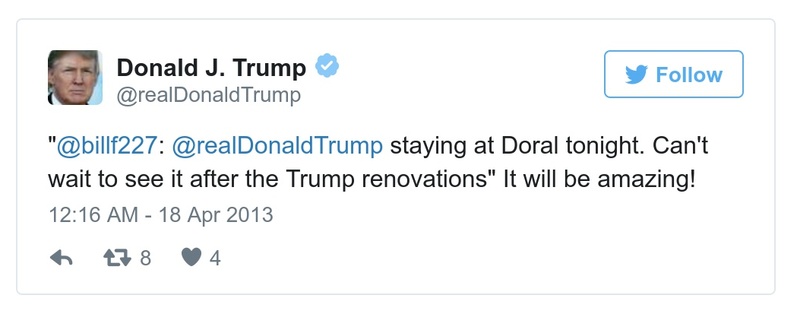 Donald J. Trump
Follow
@realDonaldTrump
"@billf227: @realDonaldTrump staying at Doral tonight. Can't
wait to see it after the Trump renovations" It will be amazing!
12:16 AM - 18 Apr 2013
8 4